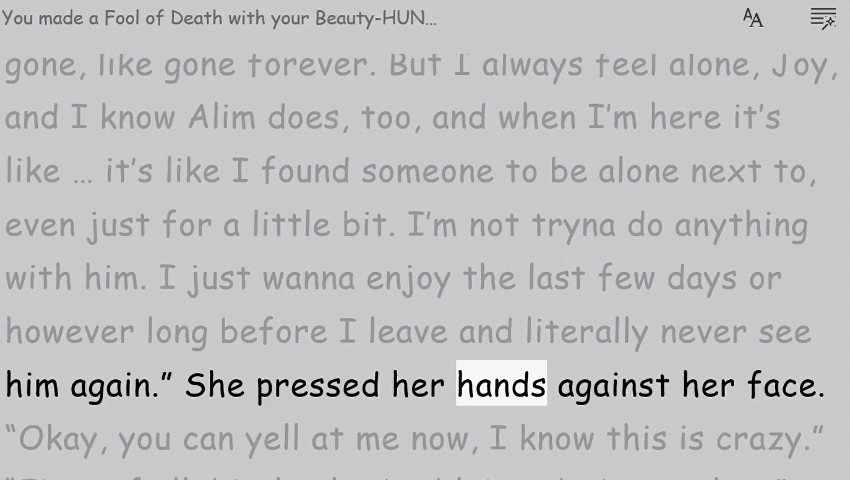 You made a Fool of Death with your Beauty-HUN...
gone, like gone forever. But I always feel alone, Joy,
and I know Alim does, too, and when I’m here it’s
like … it’s like I found someone to be alone next to,
even just for a little bit. I’m not tryna do anything
with him. I just wanna enjoy the last few days or
however long before I leave and literally never see
him again.” She pressed her hands against her face.
“Okay, you can yell at me now, I know this is crazy.”